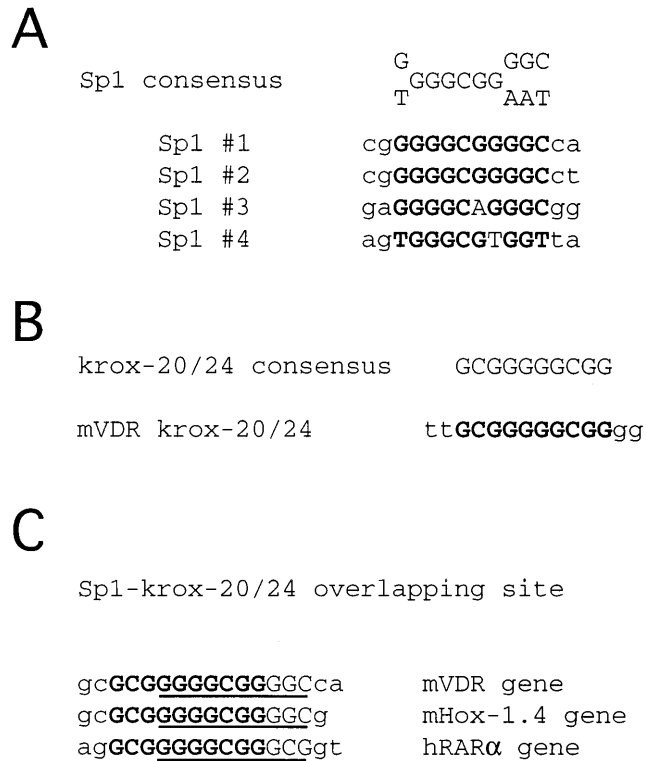 A
Sp1 consensus G GGGCGG GGC
T AAT
Sp1 #1 cgGGGGCGGGGCca
Sp1 #2 cgGGGGCGGGGCct
Sp1 #3 gaGGGGCAGGGCgg
Sp1 #4 agTGGGCGTGGTta
B
krox-20/24 consensus GCGGGGGCGG
mVDR krox-20/24 ttGCGGGGGCGGgg
C
Sp1-krox-20/24 overlapping site
gcGCGGGGGCGGGGCca mVDR gene
gcGCGGGGGCGGGGCg mHox-1.4 gene
agGCGGGGGCGGGCGgt hRARα gene